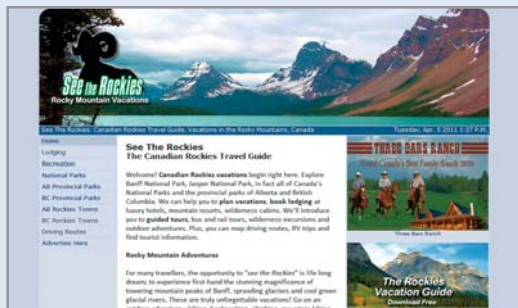 See the Rockies
Rocky Mountain Vacations
See The Rockies. Canadian Rockies Travel Guide. Vacations in the Rocky Mountains, Canada
Tuesday, Apr. 5 2011 1:37 P.M.
Home
Lodging
Recreation
National Parks
AB Provincial Parks
BC Provincial Parks
AB Rockies Towns
BC Rockies Towns
Driving Routes
Advertise Here
See The Rockies
The Canadian Rockies Travel Guide
Welcome! Canadian Rockies vacations begin right here. Explore
Banff National Park, Jasper National Park, in fact all of Canada's
National Parks and the provincial parks of Alberta and British
Columbia. We can help you to plan vacations, book lodging at
luxury hotels, mountain resorts, wilderness cabins. We'll introduce
you to guided tours, bus and rail tours, wilderness excursions and
outdoor adventures. Plus, you can map driving routes, RV trips and
find tourist information.
Rocky Mountain Adventures
For many travellers, the opportunity to "see the Rockies" is life long
dream; to experience first-hand the stunning magnificence of
towering mountain peaks of Banff, sprawling glaciers and cool green
glacial rivers. These are truly unforgettable vacations! Go on an
THREE BARS RANCH
Voted Canada's Best Family Ranch
Three Bars Ranch
The Rockies
Vacation Guide
Download Free